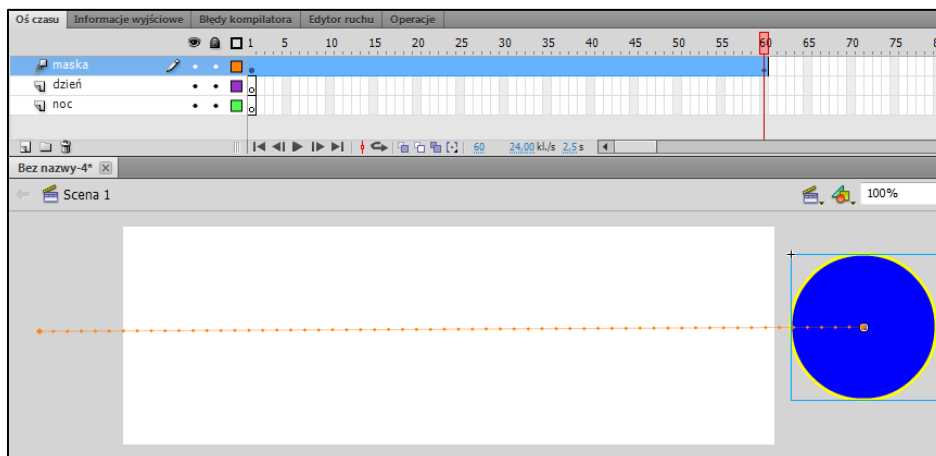 Oś czasu Informacje wyjściowe Błędy kompilatora Edytor ruchu Operacje
1 5 10 15 20 25 30 35 40 45 50 55 60 65 70 75
maska
dzień
noc
60 24.00 kl./s 2.5 s
Bez nazwy-4*
Scena 1 100%